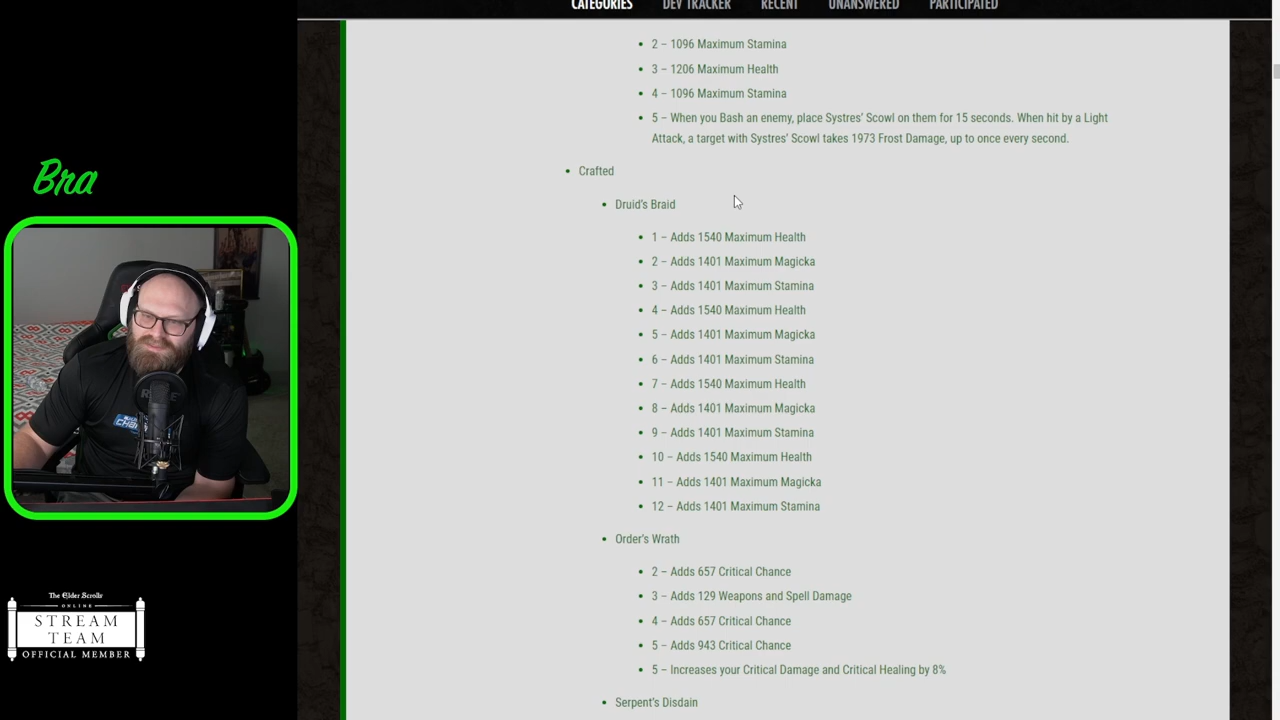 CATEGORIES DEV TRACKER RECENT UNANSWERED PARTICIPATED
2 – 1096 Maximum Stamina
3 – 1206 Maximum Health
4 – 1096 Maximum Stamina
5 – When you Bash an enemy, place Systres' Scowl on them for 15 seconds. When hit by a Light
Attack, a target with Systres' Scowl takes 1973 Frost Damage, up to once every second.
Crafted
Druid's Braid
1 – Adds 1540 Maximum Health
2 – Adds 1401 Maximum Magicka
3 – Adds 1401 Maximum Stamina
4 – Adds 1540 Maximum Health
5 – Adds 1401 Maximum Magicka
6 – Adds 1401 Maximum Stamina
7 – Adds 1540 Maximum Health
8 – Adds 1401 Maximum Magicka
9 – Adds 1401 Maximum Stamina
10 – Adds 1540 Maximum Health
11 – Adds 1401 Maximum Magicka
12 – Adds 1401 Maximum Stamina
Order's Wrath
2 – Adds 657 Critical Chance
3 – Adds 129 Weapons and Spell Damage
4 – Adds 657 Critical Chance
5 – Adds 943 Critical Chance
5 – Increases your Critical Damage and Critical Healing by 8%
Serpent's Disdain
Bra
The Elder Scrolls
ONLINE
STREAM
TEAM
OFFICIAL MEMBER